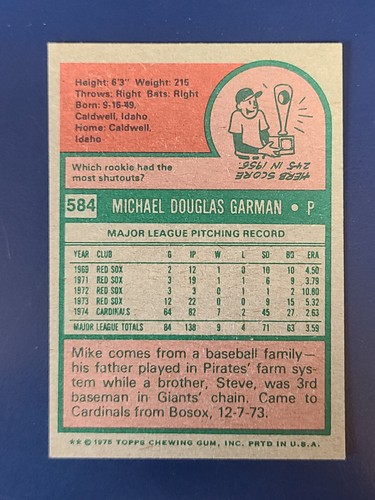 Height: 6'3" Weight: 215
Throws: Right Bats: Right
Born: 9-16-49,
Caldwell, Idaho
Home: Caldwell,
Idaho
HERB SCORE
245 IN 1955.
Which rookie had the
most shutouts?
584 MICHAEL DOUGLAS GARMAN • P
MAJOR LEAGUE PITCHING RECORD
YEAR CLUB G IP W L SO BB ERA
1969 RED SOX 2 12 1 0 10 10 4.50
1971 RED SOX 3 19 1 1 6 9 3.79
1972 RED SOX 3 3 0 1 1 2 10.80
1973 RED SOX 12 22 0 0 9 15 5.32
1974 CARDINALS 64 82 7 2 45 27 2.63
MAJOR LEAGUE TOTALS 84 138 9 4 71 63 3.59
Mike comes from a baseball family—
his father played in Pirates' farm sys-
tem while a brother, Steve, was 3rd
baseman in Giants' chain. Came to
Cardinals from Bosox, 12-7-73.
** © 1975 TOPPS CHEWING GUM, INC. PRTD IN U.S.A.